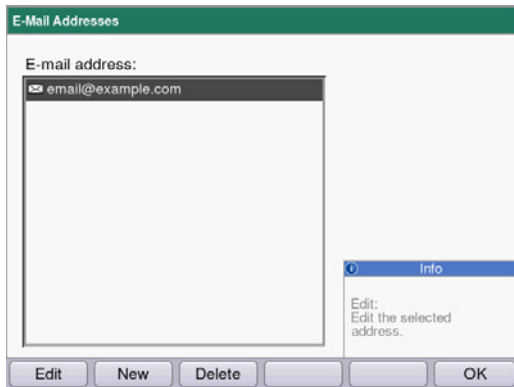 E-Mail Addresses
E-mail address:
email@example.com
Info
Edit:
Edit the selected
address.
Edit
New
Delete
OK